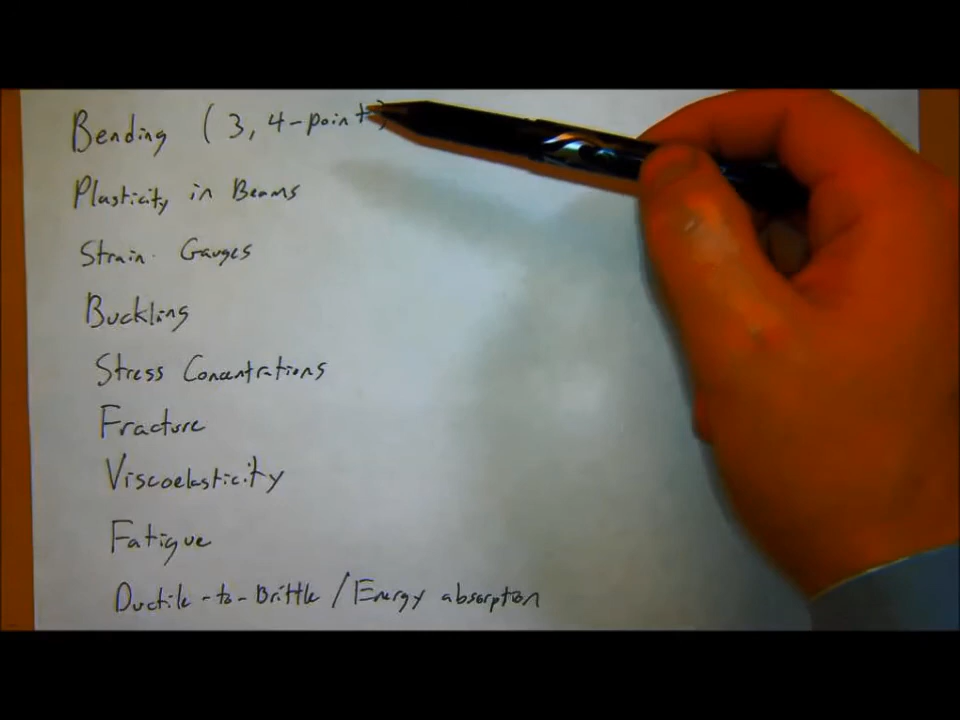 Bending (3, 4-point)
Plasticity in Beams
Strain Gauges
Buckling
Stress Concentrations
Fracture
Viscoelasticity
Fatigue
Ductile-to-Brittle / Energy absorption